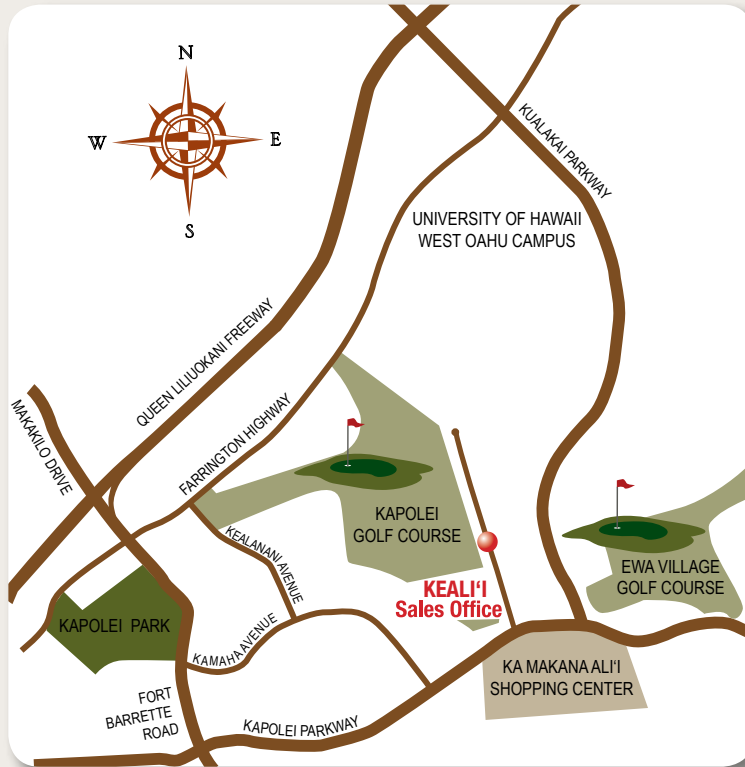 N
W
E
S
KUALAKAI PARKWAY
UNIVERSITY OF HAWAII
WEST OAHU CAMPUS
QUEEN LILIUOKANI FREEWAY
MAKAKILO DRIVE
FARRINGTON HIGHWAY
KAPOLEI
GOLF COURSE
KEALANANI AVENUE
EWA VILLAGE
GOLF COURSE
KEALI‘I
Sales Office
KAPOLEI PARK
KAMAHA AVENUE
KA MAKANA ALI‘I
SHOPPING CENTER
FORT
BARRETTE
ROAD
KAPOLEI PARKWAY